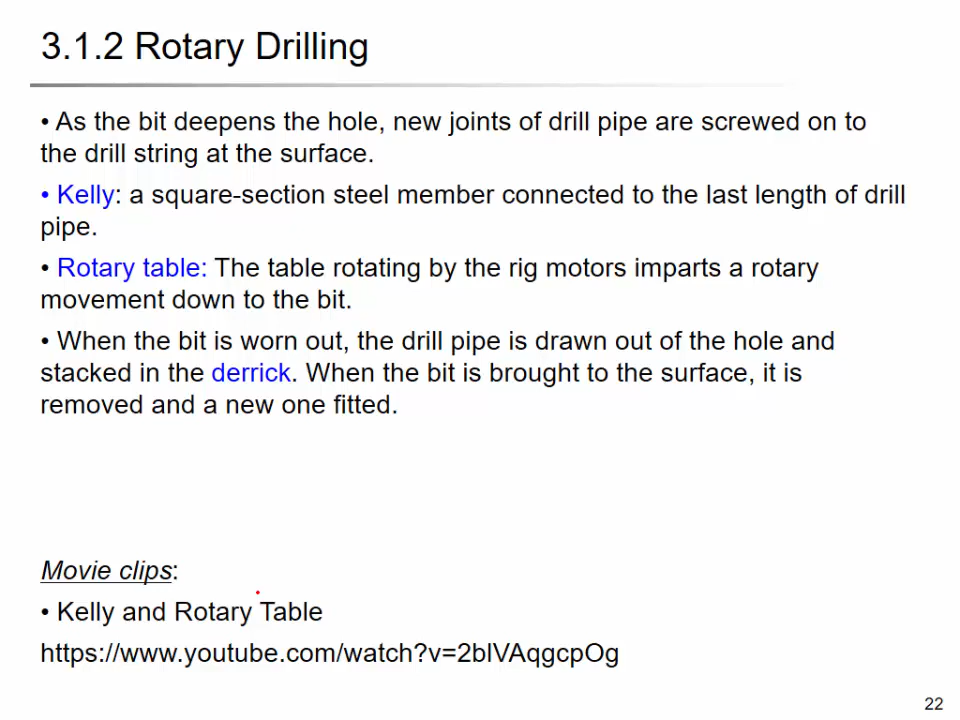 3.1.2 Rotary Drilling
• As the bit deepens the hole, new joints of drill pipe are screwed on to
the drill string at the surface.
• Kelly: a square-section steel member connected to the last length of drill
pipe.
• Rotary table: The table rotating by the rig motors imparts a rotary
movement down to the bit.
• When the bit is worn out, the drill pipe is drawn out of the hole and
stacked in the derrick. When the bit is brought to the surface, it is
removed and a new one fitted.
Movie clips:
• Kelly and Rotary Table
https://www.youtube.com/watch?v=2blVAqgcpOg
22